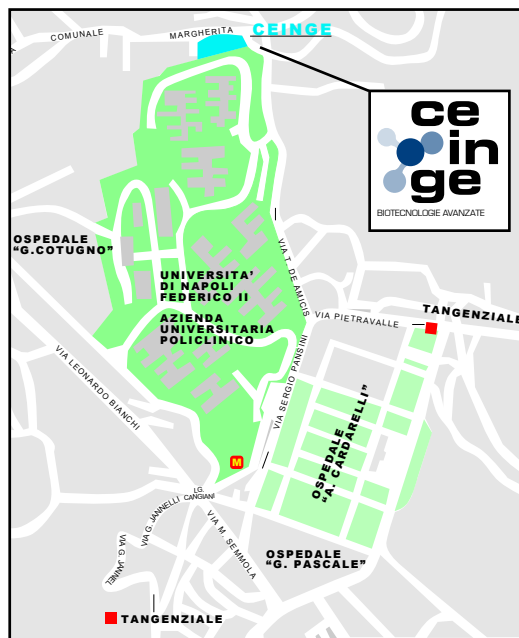 COMUNALE MARGHERITA
CEINGE
ce
in
ge
BIOTECNOLOGIE AVANZATE
OSPEDALE
"G.COTUGNO"
UNIVERSITA'
DI NAPOLI
FEDERICO II
AZIENDA
UNIVERSITARIA
POLICLINICO
VIA T. DE AMICIS
TANGENZIALE
VIA PIETRAVALLE
VIA SERGIO PANSINI
VIA LEONARDO BIANCHI
OSPEDALE
"A. CARDARELLI"
M
LG.
CANGIANI
VIA G. JANNELLI
VIA M. SEMMOLA
VIA G. JANNEL
OSPEDALE
"G. PASCALE"
TANGENZIALE